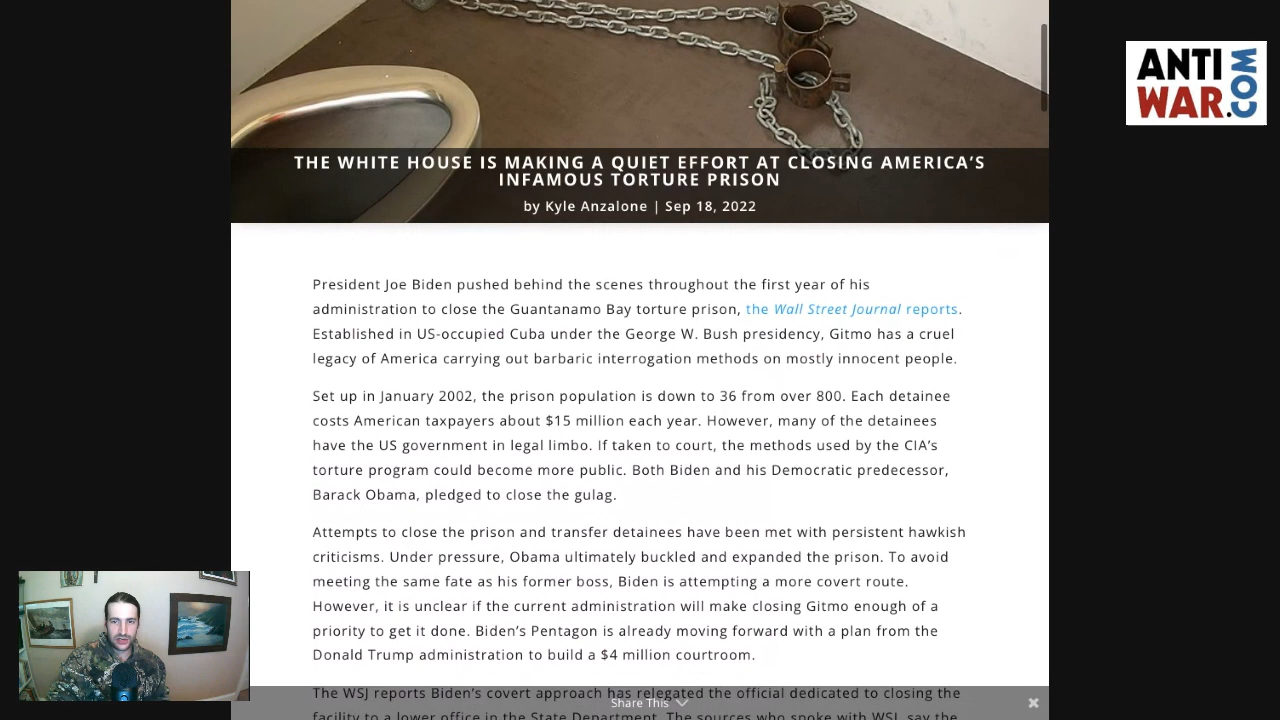 ANTI
WAR.COM
THE WHITE HOUSE IS MAKING A QUIET EFFORT AT CLOSING AMERICA’S
INFAMOUS TORTURE PRISON
by Kyle Anzalone | Sep 18, 2022
President Joe Biden pushed behind the scenes throughout the first year of his
administration to close the Guantanamo Bay torture prison, the Wall Street Journal reports.
Established in US-occupied Cuba under the George W. Bush presidency, Gitmo has a cruel
legacy of America carrying out barbaric interrogation methods on mostly innocent people.
Set up in January 2002, the prison population is down to 36 from over 800. Each detainee
costs American taxpayers about $15 million each year. However, many of the detainees
have the US government in legal limbo. If taken to court, the methods used by the CIA’s
torture program could become more public. Both Biden and his Democratic predecessor,
Barack Obama, pledged to close the gulag.
Attempts to close the prison and transfer detainees have been met with persistent hawkish
criticisms. Under pressure, Obama ultimately buckled and expanded the prison. To avoid
meeting the same fate as his former boss, Biden is attempting a more covert route.
However, it is unclear if the current administration will make closing Gitmo enough of a
priority to get it done. Biden’s Pentagon is already moving forward with a plan from the
Donald Trump administration to build a $4 million courtroom.
The WSJ reports Biden’s covert approach has relegated the official dedicated to closing the
Share This
facility to a lower office in the State Department. The sources who spoke with WSJ, say the